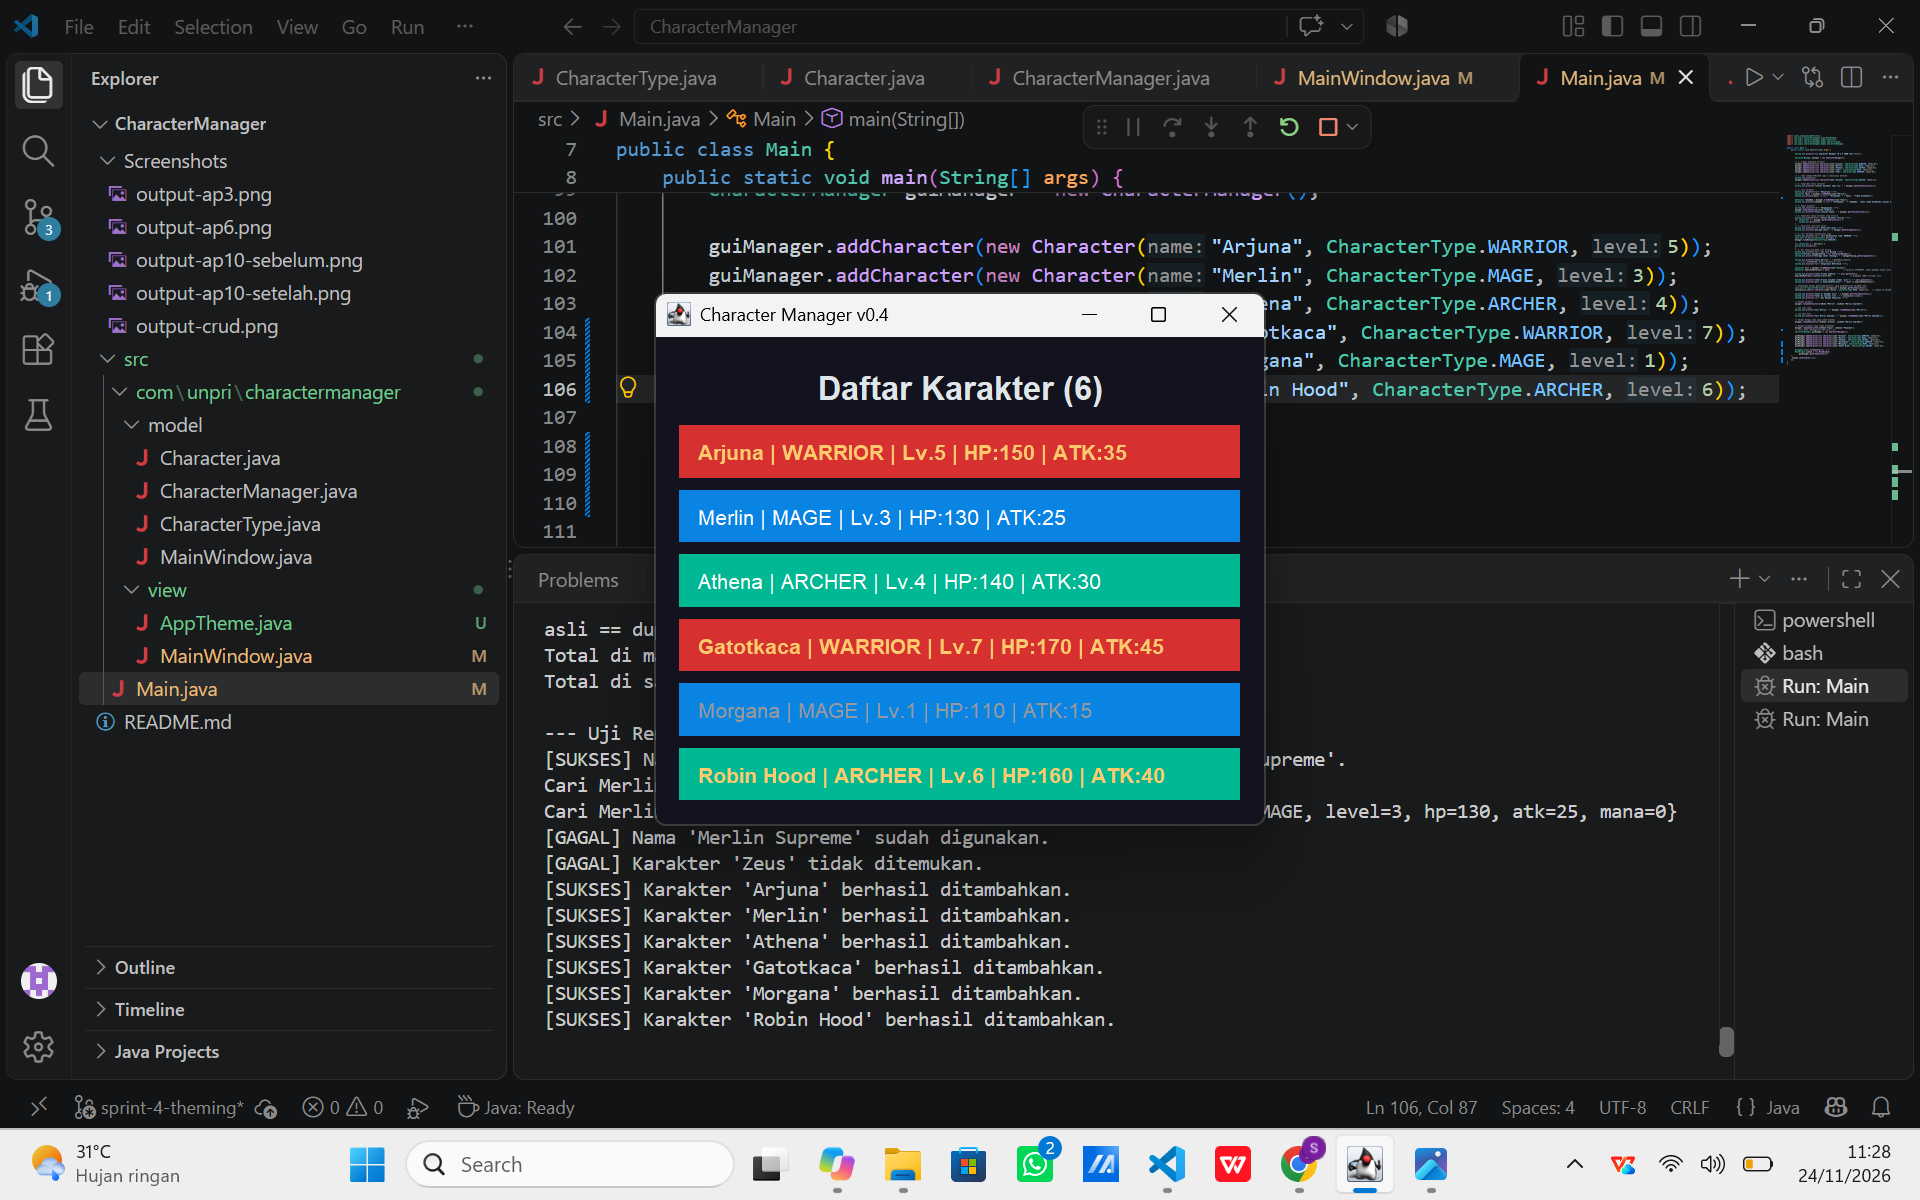 File Edit Selection View Go Run ···
CharacterManager
Explorer
CharacterManager
Screenshots
output-ap3.png
output-ap6.png
output-ap10-sebelum.png
output-ap10-setelah.png
output-crud.png
src
com\unpri\charactermanager
model
Character.java
CharacterManager.java
CharacterType.java
MainWindow.java
view
AppTheme.java U
MainWindow.java M
Main.java M
README.md
Outline
Timeline
Java Projects
3
1
CharacterType.java Character.java CharacterManager.java MainWindow.java M Main.java M
src > Main.java > Main > main(String[])
7 public class Main {
8 public static void main(String[] args) {
100
101 guiManager.addCharacter(new Character(name: "Arjuna", CharacterType.WARRIOR, level: 5));
102 guiManager.addCharacter(new Character(name: "Merlin", CharacterType.MAGE, level: 3));
103 ena", CharacterType.ARCHER, level: 4));
104 otkaca", CharacterType.WARRIOR, level: 7));
105 gana", CharacterType.MAGE, level: 1));
106 in Hood", CharacterType.ARCHER, level: 6));
107
108
109
110
111
Character Manager v0.4
Daftar Karakter (6)
Arjuna | WARRIOR | Lv.5 | HP:150 | ATK:35
Merlin | MAGE | Lv.3 | HP:130 | ATK:25
Athena | ARCHER | Lv.4 | HP:140 | ATK:30
Gatotkaca | WARRIOR | Lv.7 | HP:170 | ATK:45
Morgana | MAGE | Lv.1 | HP:110 | ATK:15
Robin Hood | ARCHER | Lv.6 | HP:160 | ATK:40
Problems
asli == du
Total di m
Total di s
--- Uji Re
[SUKSES] N upreme'.
Cari Merli
Cari Merli MAGE, level=3, hp=130, atk=25, mana=0}
[GAGAL] Nama 'Merlin Supreme' sudah digunakan.
[GAGAL] Karakter 'Zeus' tidak ditemukan.
[SUKSES] Karakter 'Arjuna' berhasil ditambahkan.
[SUKSES] Karakter 'Merlin' berhasil ditambahkan.
[SUKSES] Karakter 'Athena' berhasil ditambahkan.
[SUKSES] Karakter 'Gatotkaca' berhasil ditambahkan.
[SUKSES] Karakter 'Morgana' berhasil ditambahkan.
[SUKSES] Karakter 'Robin Hood' berhasil ditambahkan.
powershell
bash
Run: Main
Run: Main
sprint-4-theming* 0 0 Java: Ready
Ln 106, Col 87 Spaces: 4 UTF-8 CRLF {} Java
31°C
Hujan ringan
Search
2
S
11:28
24/11/2026